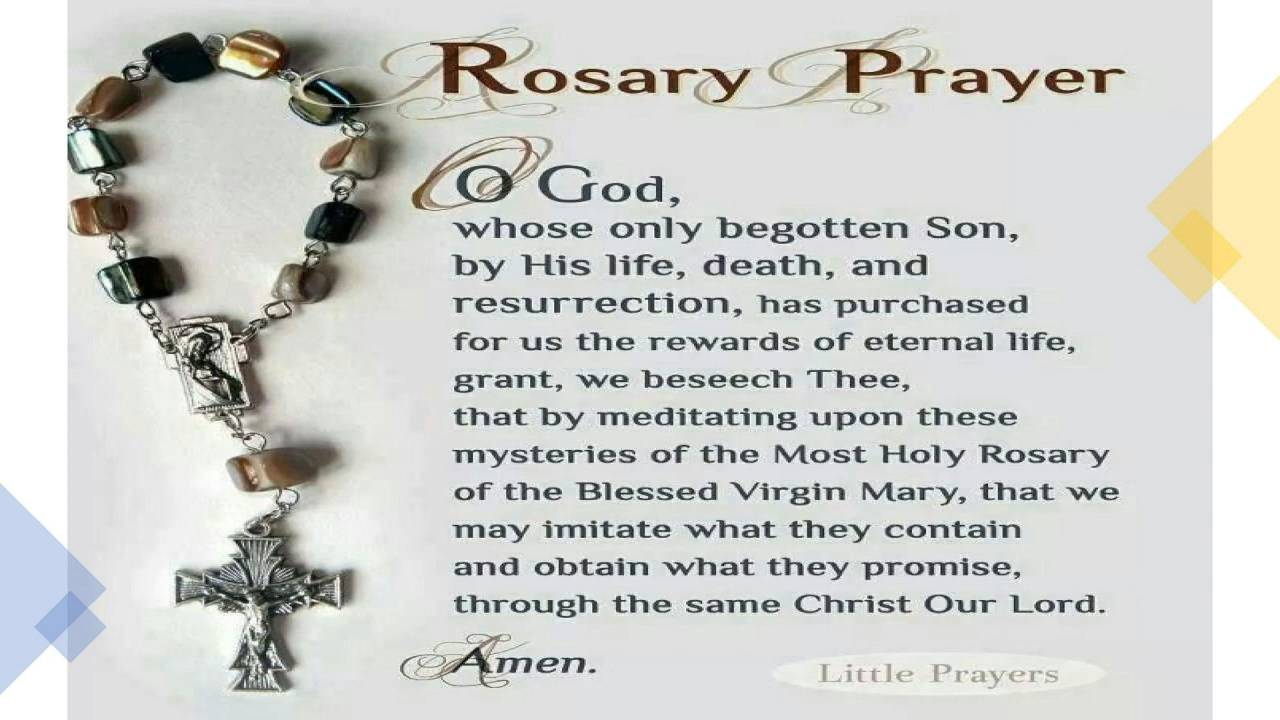 Rosary Prayer
O God,
whose only begotten Son,
by His life, death, and
resurrection, has purchased
for us the rewards of eternal life,
grant, we beseech Thee,
that by meditating upon these
mysteries of the Most Holy Rosary
of the Blessed Virgin Mary, that we
may imitate what they contain
and obtain what they promise,
through the same Christ Our Lord.
Amen.
Little Prayers